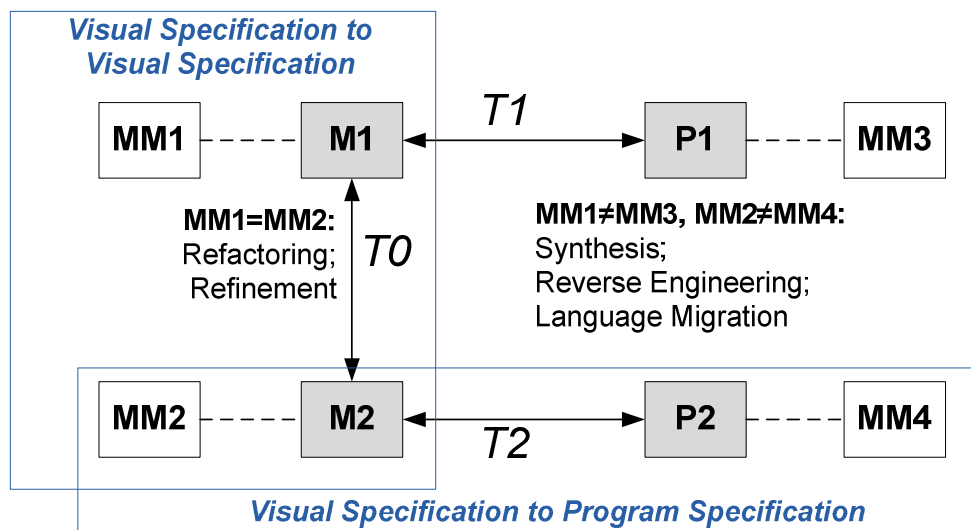 Visual Specification to
Visual Specification
MM1
M1
T1
P1
MM3
MM1=MM2:
Refactoring;
Refinement
T0
MM1≠MM3, MM2≠MM4:
Synthesis;
Reverse Engineering;
Language Migration
MM2
M2
T2
P2
MM4
Visual Specification to Program Specification